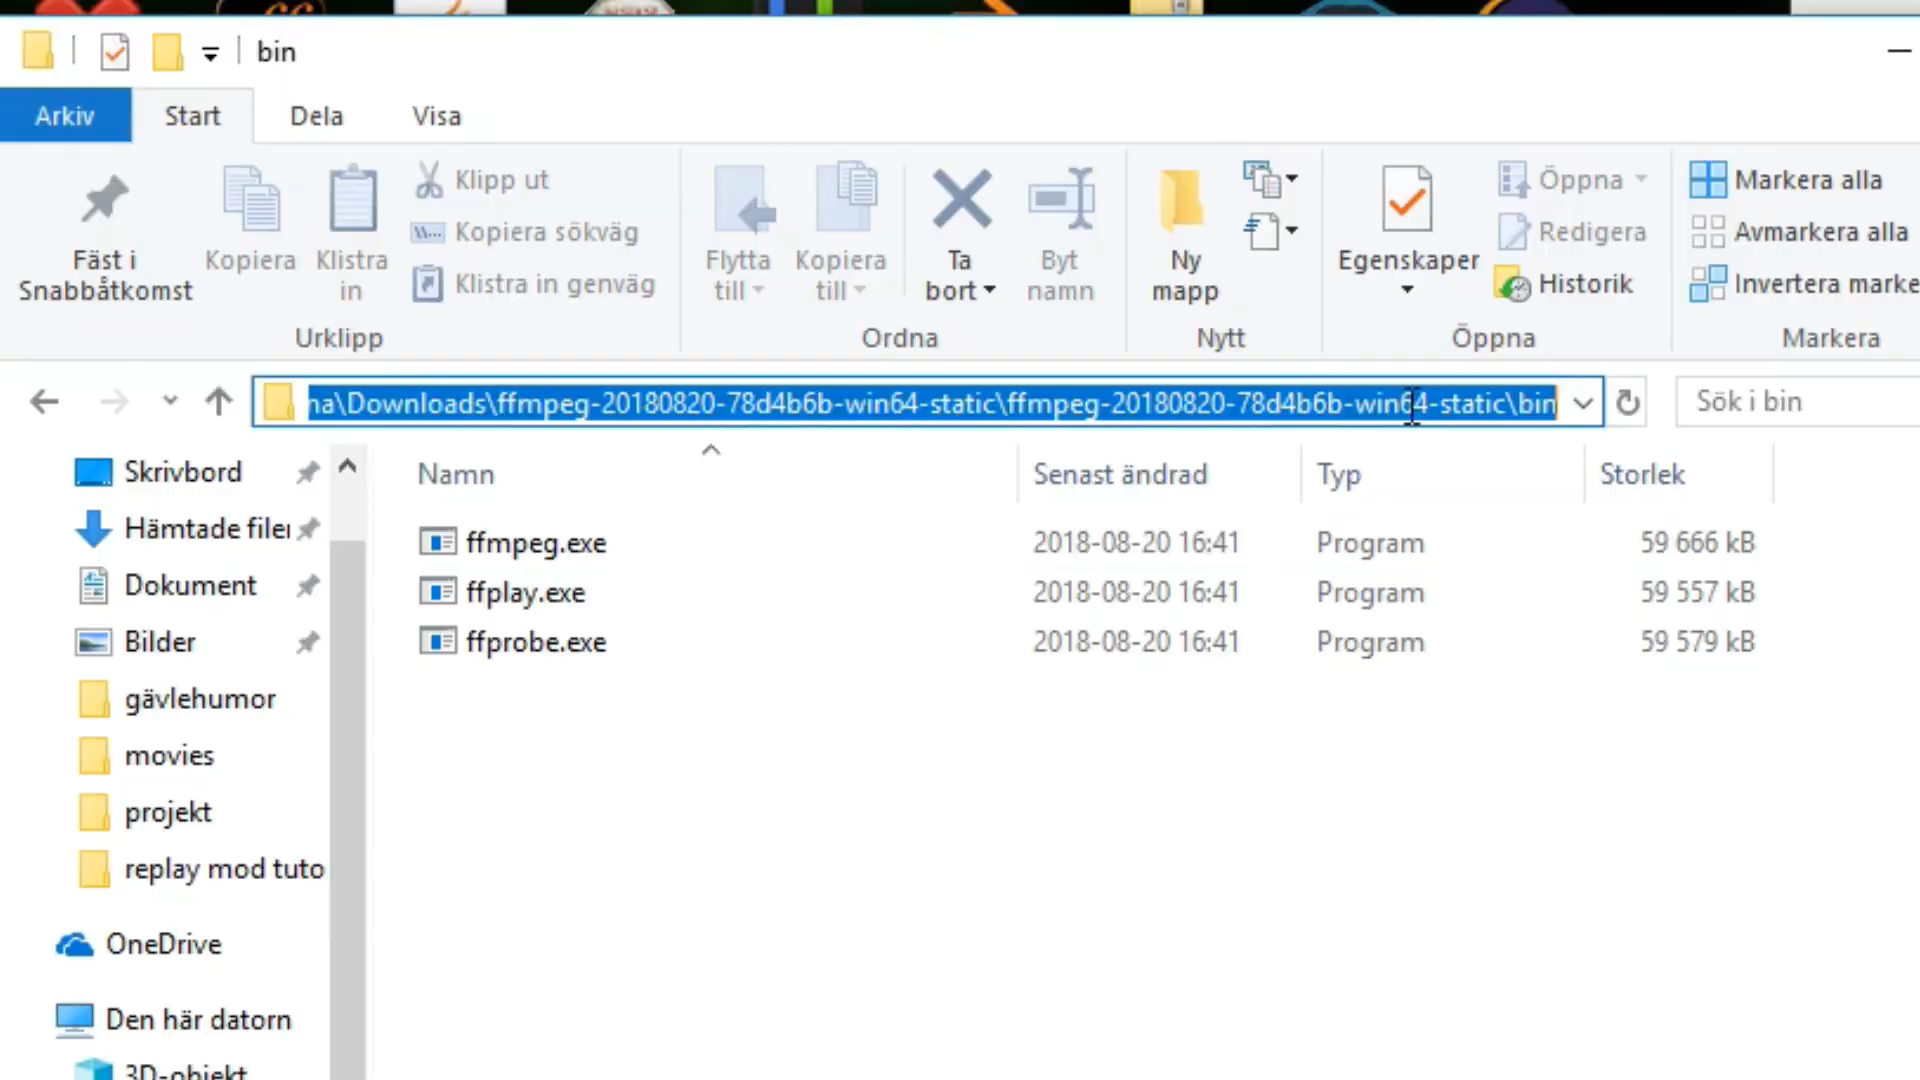 bin
Arkiv Start Dela Visa
Fäst i Snabbåtkomst
Kopiera
Klistra in
Klipp ut
Kopiera sökväg
Klistra in genväg
Urklipp
Flytta till
Kopiera till
Ta bort
Byt namn
Ordna
Ny mapp
Nytt
Egenskaper
Öppna
Redigera
Historik
Öppna
Markera alla
Avmarkera alla
Invertera marke
Markera
na\Downloads\ffmpeg-20180820-78d4b6b-win64-static\ffmpeg-20180820-78d4b6b-win64-static\bin
Sök i bin
Skrivbord
Hämtade filer
Dokument
Bilder
gävlehumor
movies
projekt
replay mod tuto
OneDrive
Den här datorn
3D-objekt
Namn Senast ändrad Typ Storlek
ffmpeg.exe 2018-08-20 16:41 Program 59 666 kB
ffplay.exe 2018-08-20 16:41 Program 59 557 kB
ffprobe.exe 2018-08-20 16:41 Program 59 579 kB